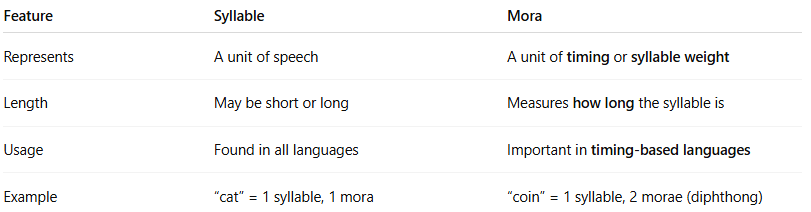 Feature Syllable Mora
Represents A unit of speech A unit of timing or syllable weight
Length May be short or long Measures how long the syllable is
Usage Found in all languages Important in timing-based languages
Example “cat” = 1 syllable, 1 mora “coin” = 1 syllable, 2 morae (diphthong)